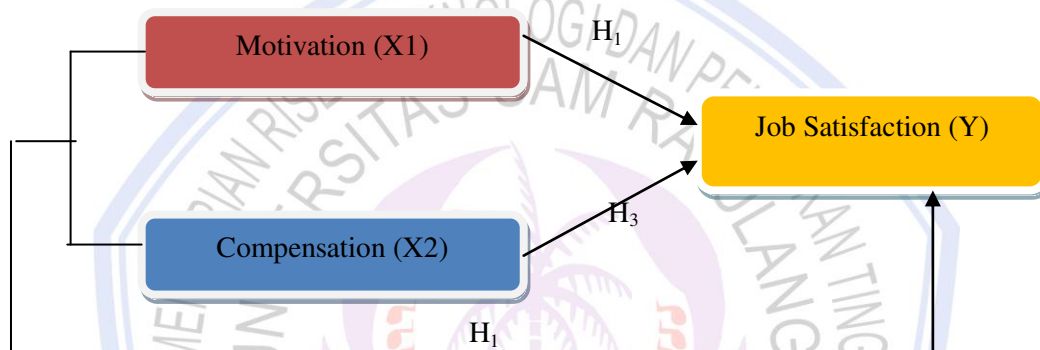 Motivation (X1)
H1
Job Satisfaction (Y)
Compensation (X2)
H3
H1